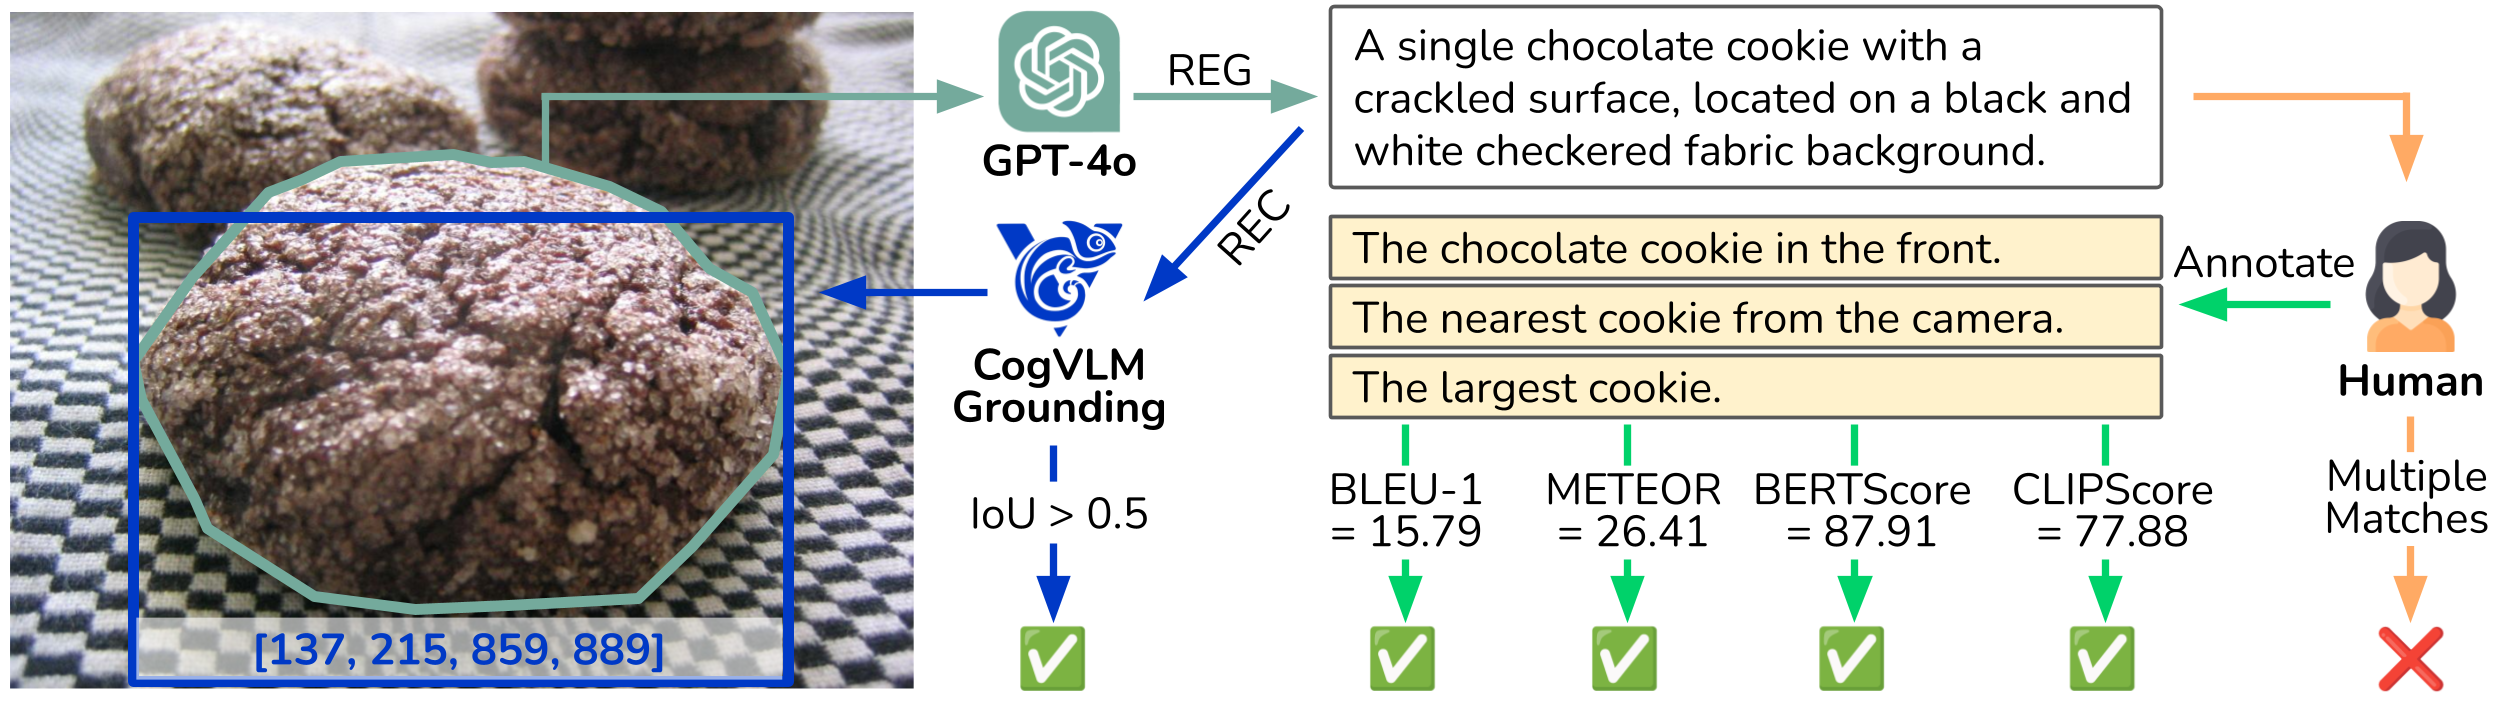 [137, 215, 859, 889]
GPT-4o
REG
REC
CogVLM
Grounding
IoU > 0.5
A single chocolate cookie with a
crackled surface, located on a black and
white checkered fabric background.
The chocolate cookie in the front.
The nearest cookie from the camera.
The largest cookie.
Annotate
Human
BLEU-1
= 15.79
METEOR
= 26.41
BERTScore
= 87.91
CLIPScore
= 77.88
Multiple
Matches